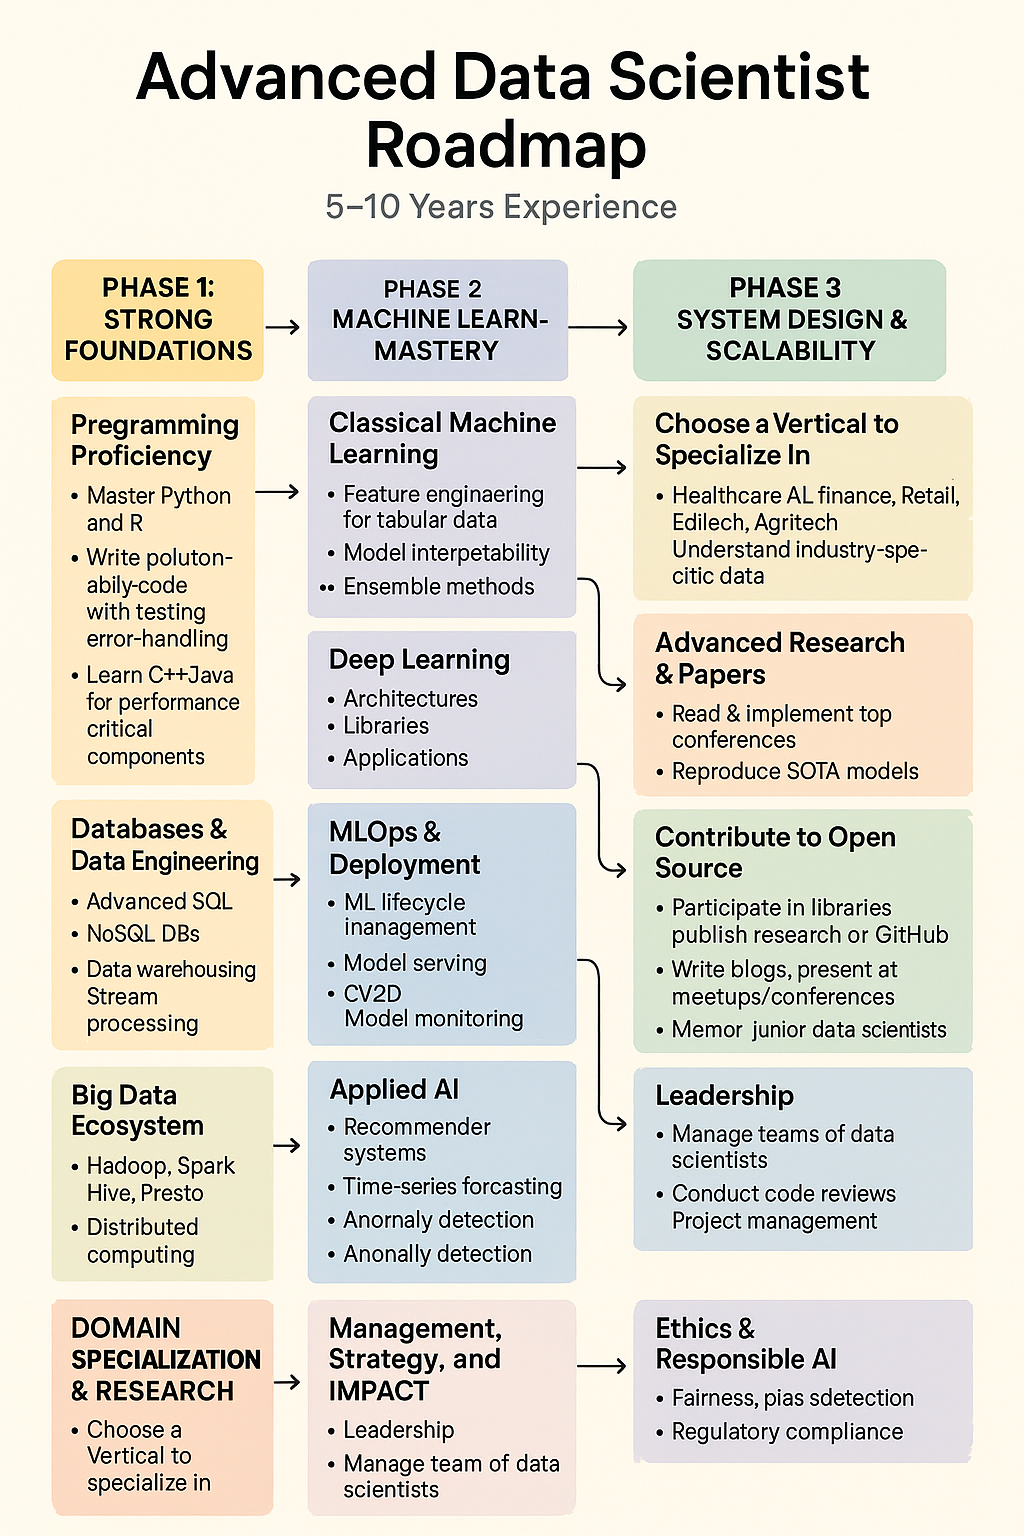 Advanced Data Scientist
Roadmap
5–10 Years Experience
PHASE 1:
STRONG
FOUNDATIONS
PHASE 2
MACHINE LEARN-
MASTERY
PHASE 3
SYSTEM DESIGN &
SCALABILITY
Pregramming
Proficiency
• Master Python
and R
• Write poluton-
abily-code
with testing
error-handling
• Learn C++Java
for performance
critical
components
Databases &
Data Engineering
• Advanced SQL
• NoSQL DBs
• Data warehousing
Stream
processing
Big Data
Ecosystem
• Hadoop, Spark
Hive, Presto
• Distributed
computing
DOMAIN
SPECIALIZATION
& RESEARCH
• Choose a
Vertical to
specialize in
Classical Machine
Learning
• Feature enginaering
for tabular data
• Model interpetability
•• Ensemble methods
Deep Learning
• Architectures
• Libraries
• Applications
MLOps &
Deployment
• ML lifecycle
inanagement
• Model serving
• CV2D
Model monitoring
Applied AI
• Recommender
systems
• Time-series forcasting
• Anornaly detection
• Anonally detection
Management,
Strategy, and
IMPACT
• Leadership
• Manage team of data
scientists
Choose a Vertical to
Specialize In
• Healthcare AL finance, Retail,
Edilech, Agritech
Understand industry-spe-
citic data
Advanced Research
& Papers
• Read & implement top
conferences
• Reproduce SOTA models
Contribute to Open
Source
• Participate in libraries
publish research or GitHub
• Write blogs, present at
meetups/conferences
• Memor junior data scientists
Leadership
• Manage teams of data
scientists
• Conduct code reviews
Project management
Ethics &
Responsible AI
• Fairness, pias sdetection
• Regulatory compliance